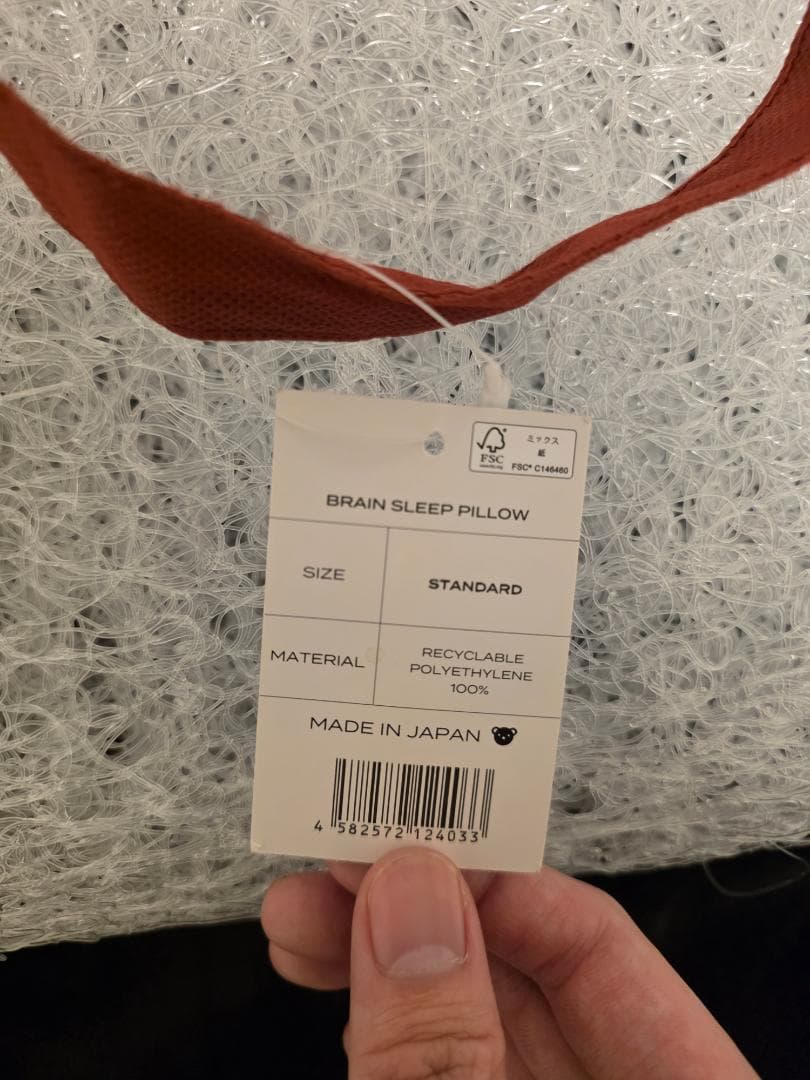 FSC
ミックス
紙
FSC® C146460
BRAIN SLEEP PILLOW
SIZE
STANDARD
MATERIAL
RECYCLABLE
POLYETHYLENE
100%
MADE IN JAPAN
4 582572 124033